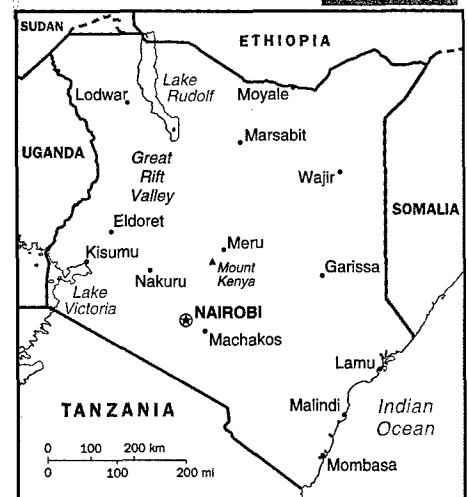 SUDAN
ETHIOPIA
Lake
Rudolf
Lodwar
Moyale
Marsabit
UGANDA
Great
Rift
Valley
Wajir
SOMALIA
Eldoret
Kisumu
Meru
Mount
Kenya
Garissa
Nakuru
Lake
Victoria
NAIROBI
Machakos
Lamu
TANZANIA
Malindi
Indian
Ocean
0 100 200 km
0 100 200 mi
Mombasa